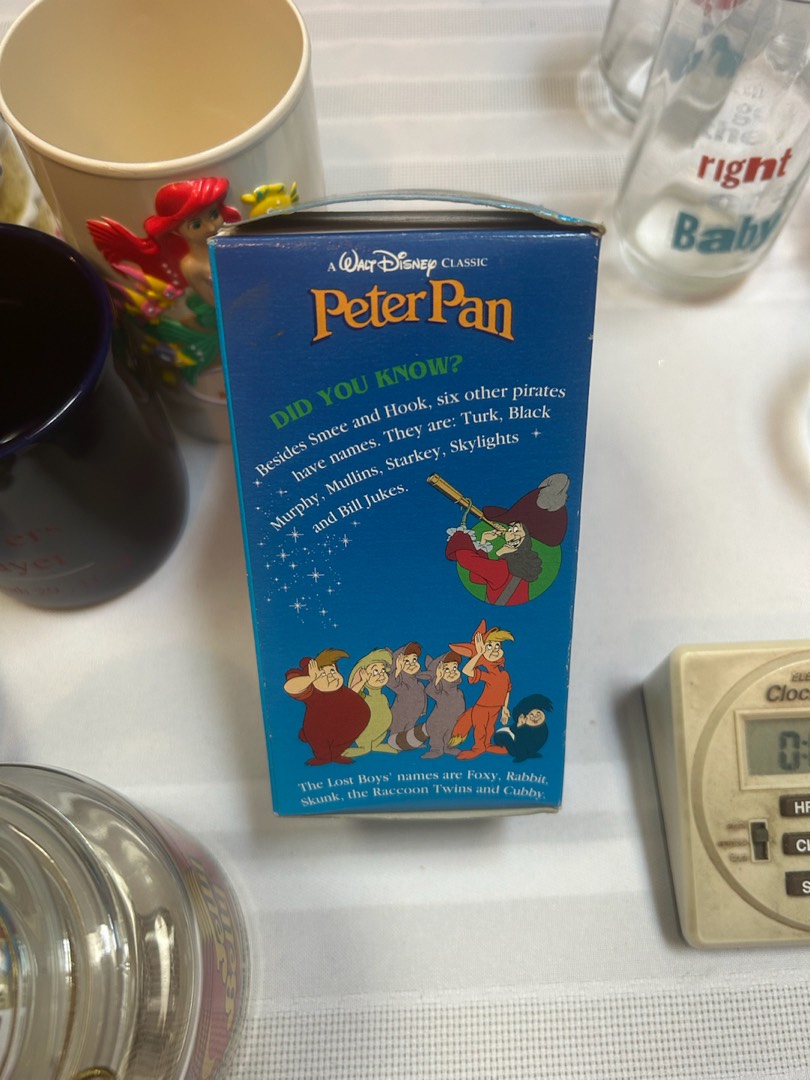 right
Baby
A WALT DISNEY CLASSIC
Peter Pan
DID YOU KNOW?
Besides Smee and Hook, six other pirates
have names. They are: Turk, Black
Murphy, Mullins, Starkey, Skylights
and Bill Jukes.
The Lost Boys' names are Foxy, Rabbit,
Skunk, the Raccoon Twins and Cubby.